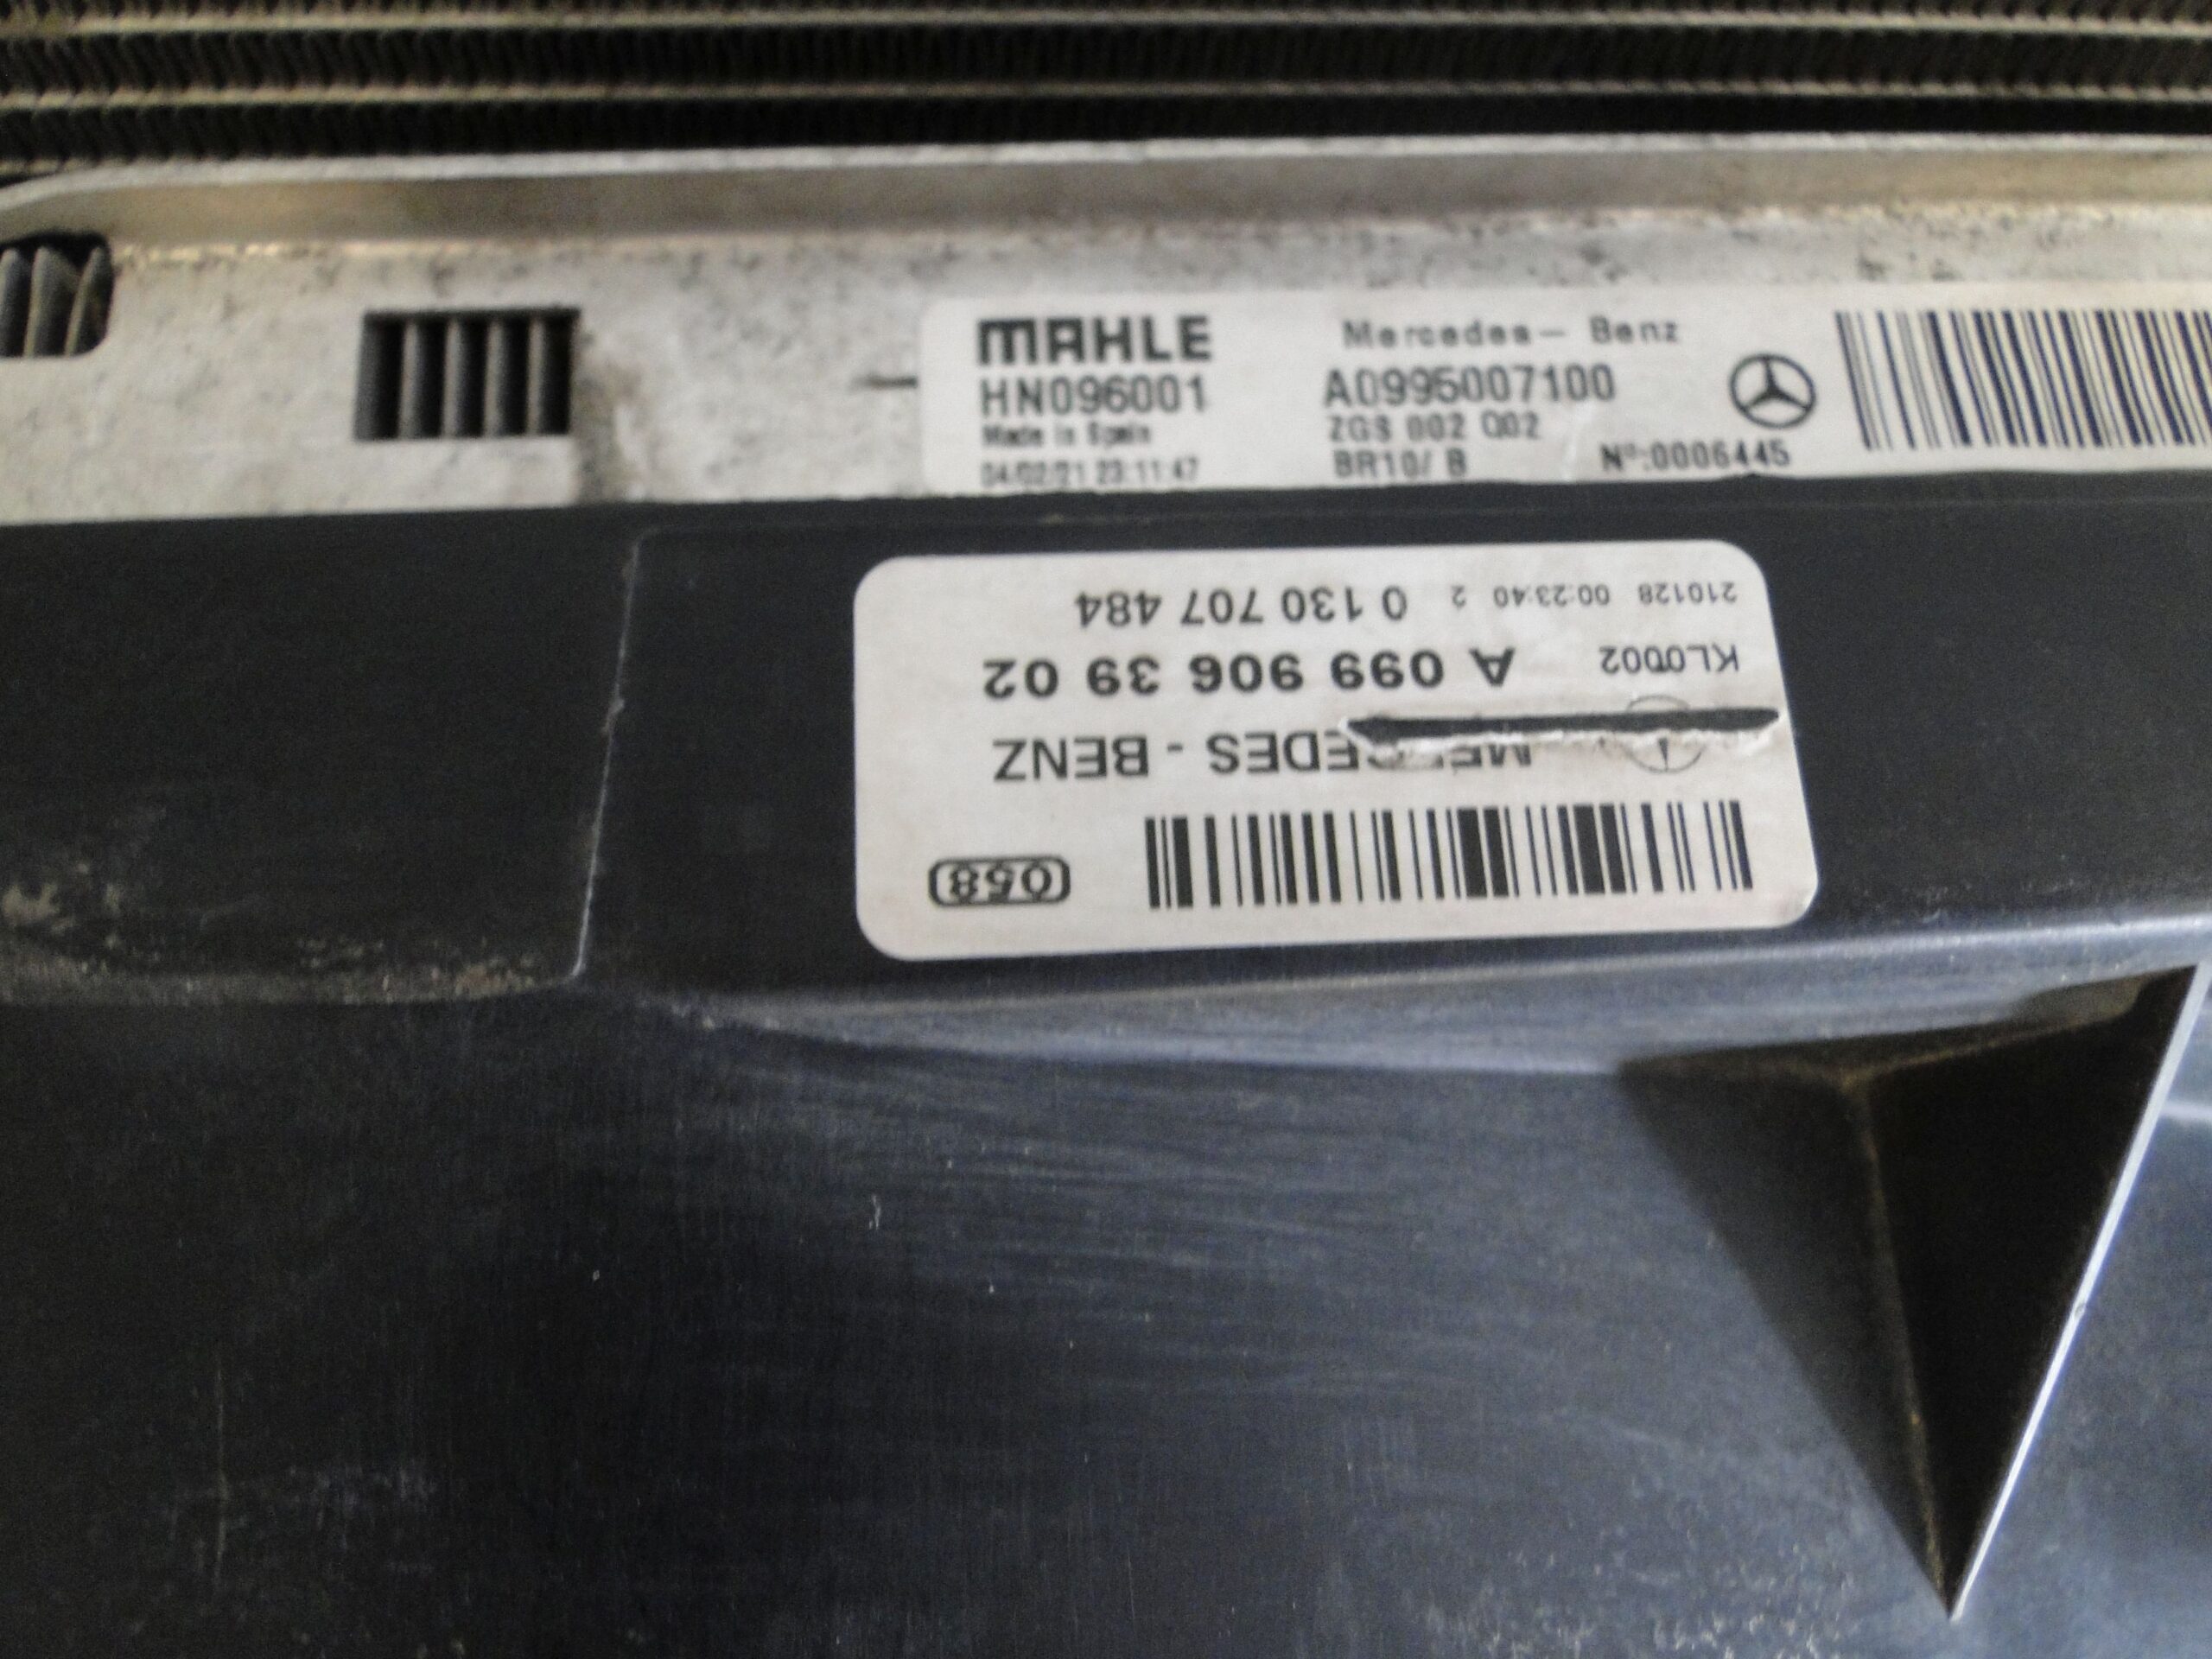 MAHLE
HN096001
Made in Spain
04/02/21 23:11:47
Mercedes-Benz
A0995007100
ZGS 002 Q02
BR10/ B
Nº:0006445
058
MERCEDES - BENZ
KL0002
A 099 906 39 02
210128 00:23:40 2 0 130 707 484